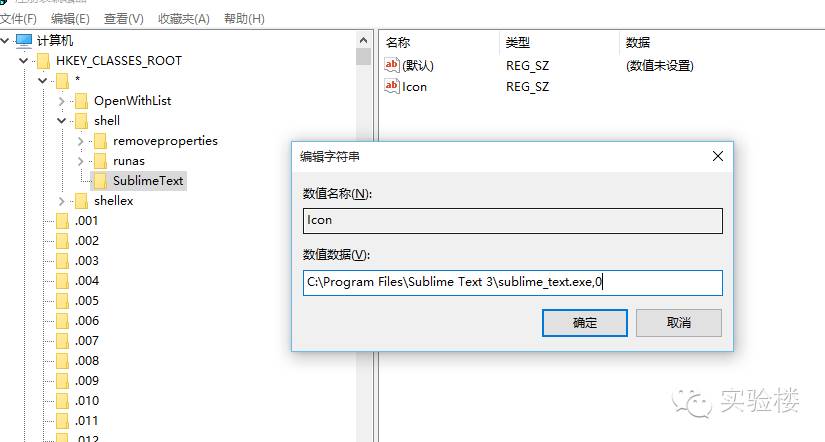 文件(F) 编辑(E) 查看(V) 收藏夹(A) 帮助(H)
计算机
HKEY_CLASSES_ROOT
*
OpenWithList
shell
removeproperties
runas
SublimeText
shellex
.001
.002
.003
.004
.005
.006
.007
.008
.009
.010
.011
.012
名称 类型 数据
ab (默认) REG_SZ (数值未设置)
ab Icon REG_SZ
编辑字符串
数值名称(N):
Icon
数值数据(V):
C:\Program Files\Sublime Text 3\sublime_text.exe,0
确定 取消
实验楼